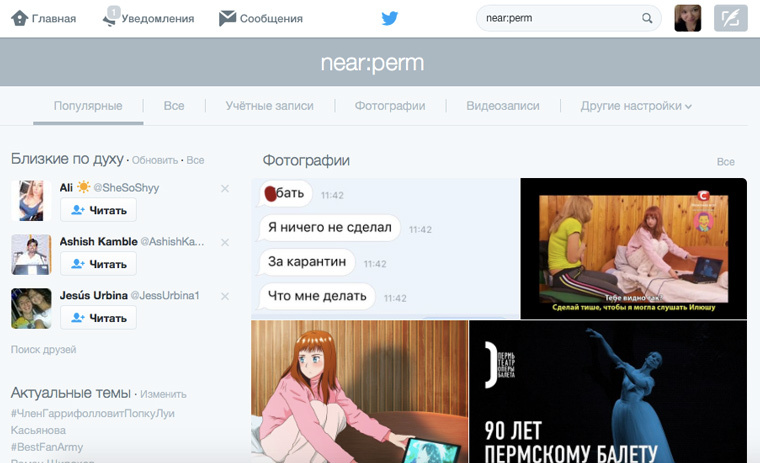 Главная
1
Уведомления
Сообщения
near:perm
near:perm
Популярные
Все
Учётные записи
Фотографии
Видеозаписи
Другие настройки
Близкие по духу · Обновить · Все
Ali @SheSoShyy
Читать
Ashish Kamble @AshishKa...
Читать
Jesús Urbina @JessUrbina1
Читать
Поиск друзей
Актуальные темы · Изменить
#ЧленГаррифолловитПопкуЛуи
Касьянова
#BestFanArmy
Фотографии
Все
бать 11:42
Я ничего не сделал 11:42
За карантин 11:42
Что мне делать 11:42
Тебе видно так.
Сделай тише, чтобы я могла слушать Илюшу
ПЕРМЬ
ТЕАТР
ОПЕРЫ
БАЛЕТА
90 ЛЕТ
ПЕРМСКОМУ БАЛЕТУ